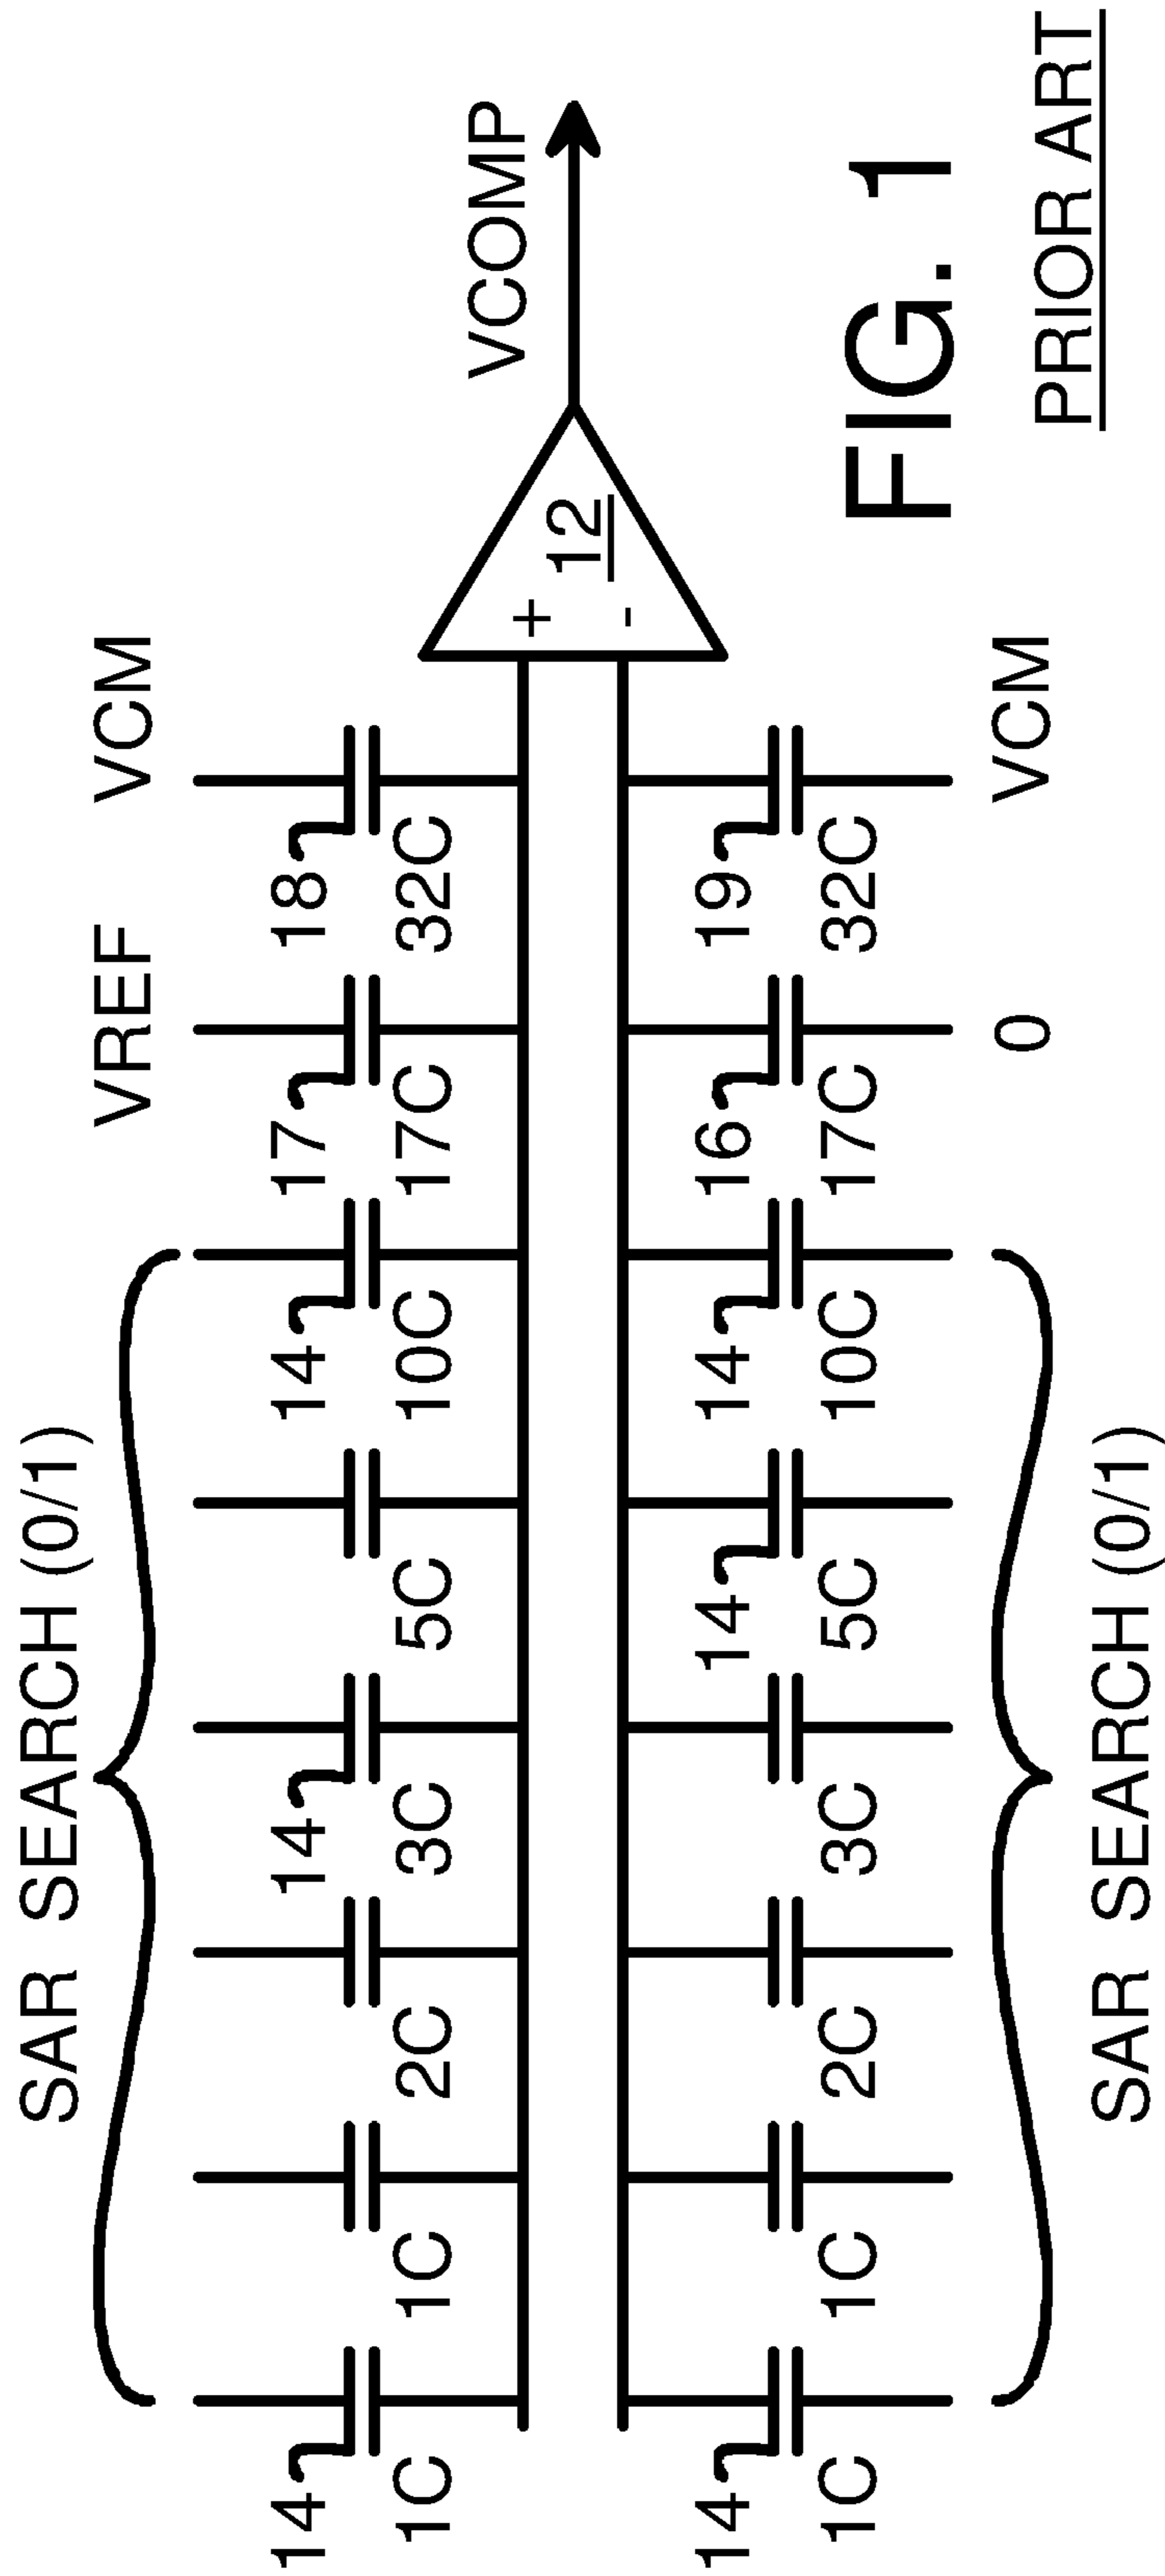 SAR SEARCH (0/1)
VREF
VCM
14
14
14
17
18
1C
1C
2C
3C
5C
10C
17C
32C
VCOMP
+
12
-
14
14
14
16
19
1C
1C
2C
3C
5C
10C
17C
32C
SAR SEARCH (0/1)
0
VCM
FIG. 1
PRIOR ART